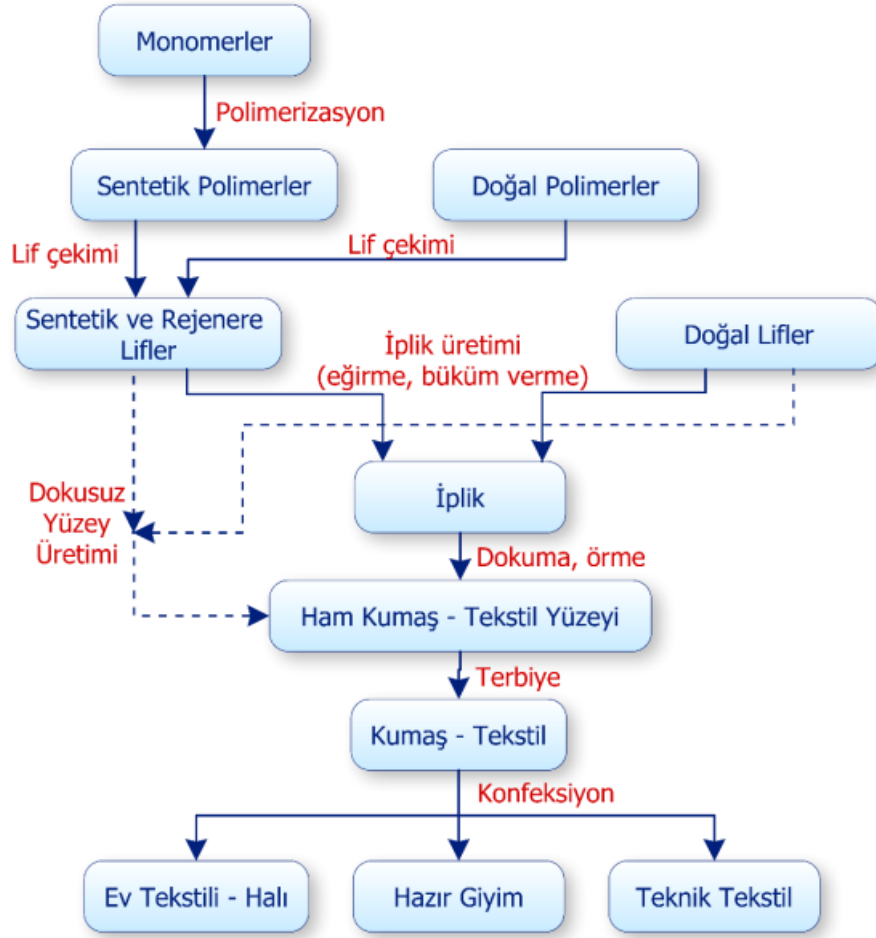 Monomerler
Polimerizasyon
Sentetik Polimerler
Doğal Polimerler
Lif çekimi
Lif çekimi
Sentetik ve Rejenere
Lifler
İplik üretimi
(eğirme, büküm verme)
Doğal Lifler
Dokusuz
Yüzey
Üretimi
İplik
Dokuma, örme
Ham Kumaş - Tekstil Yüzeyi
Terbiye
Kumaş - Tekstil
Konfeksiyon
Ev Tekstili - Halı
Hazır Giyim
Teknik Tekstil